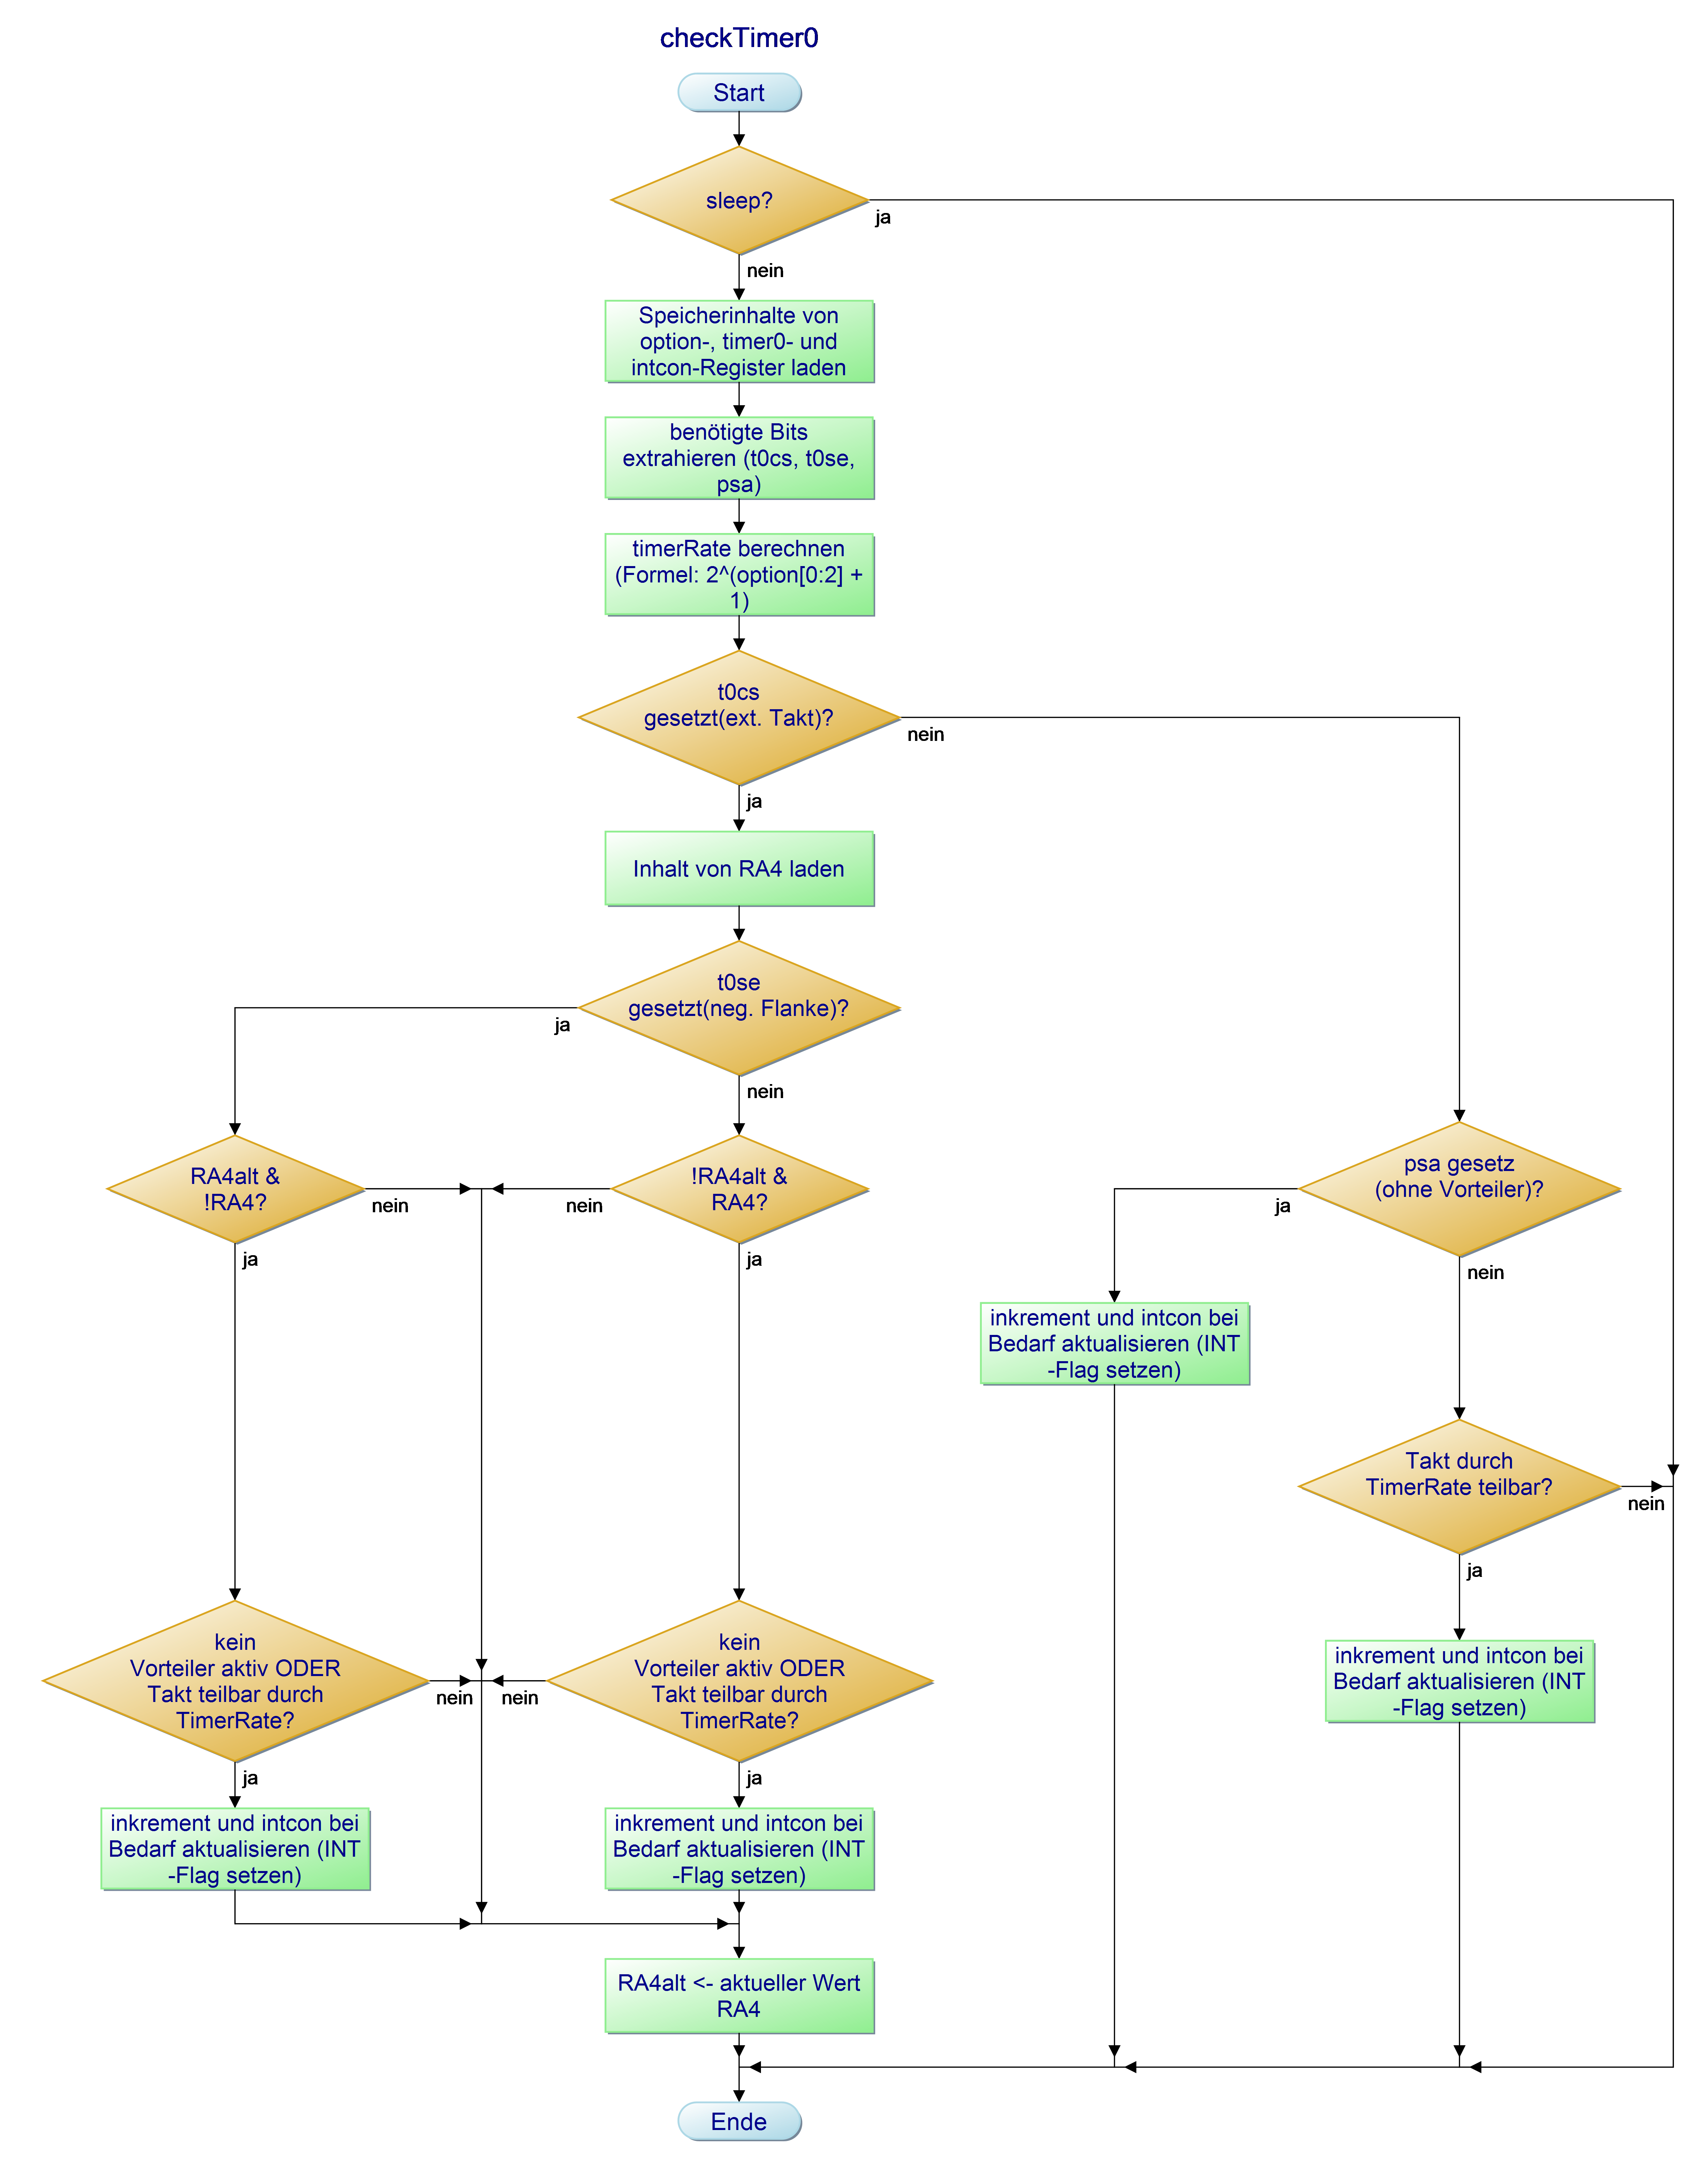 checkTimer0
Start
sleep?
ja
nein
Speicherinhalte von
option-, timer0- und
intcon-Register laden
benötigte Bits
extrahieren (t0cs, t0se,
psa)
timerRate berechnen
(Formel: 2^(option[0:2] +
1)
t0cs
gesetzt(ext. Takt)?
nein
ja
Inhalt von RA4 laden
t0se
gesetzt(neg. Flanke)?
ja
nein
RA4alt &
!RA4?
nein
ja
!RA4alt &
RA4?
nein
ja
psa gesetz
(ohne Vorteiler)?
ja
nein
inkrement und intcon bei
Bedarf aktualisieren (INT
-Flag setzen)
Takt durch
TimerRate teilbar?
nein
ja
inkrement und intcon bei
Bedarf aktualisieren (INT
-Flag setzen)
kein
Vorteiler aktiv ODER
Takt teilbar durch
TimerRate?
nein
ja
kein
Vorteiler aktiv ODER
Takt teilbar durch
TimerRate?
nein
ja
inkrement und intcon bei
Bedarf aktualisieren (INT
-Flag setzen)
inkrement und intcon bei
Bedarf aktualisieren (INT
-Flag setzen)
RA4alt <- aktueller Wert
RA4
Ende